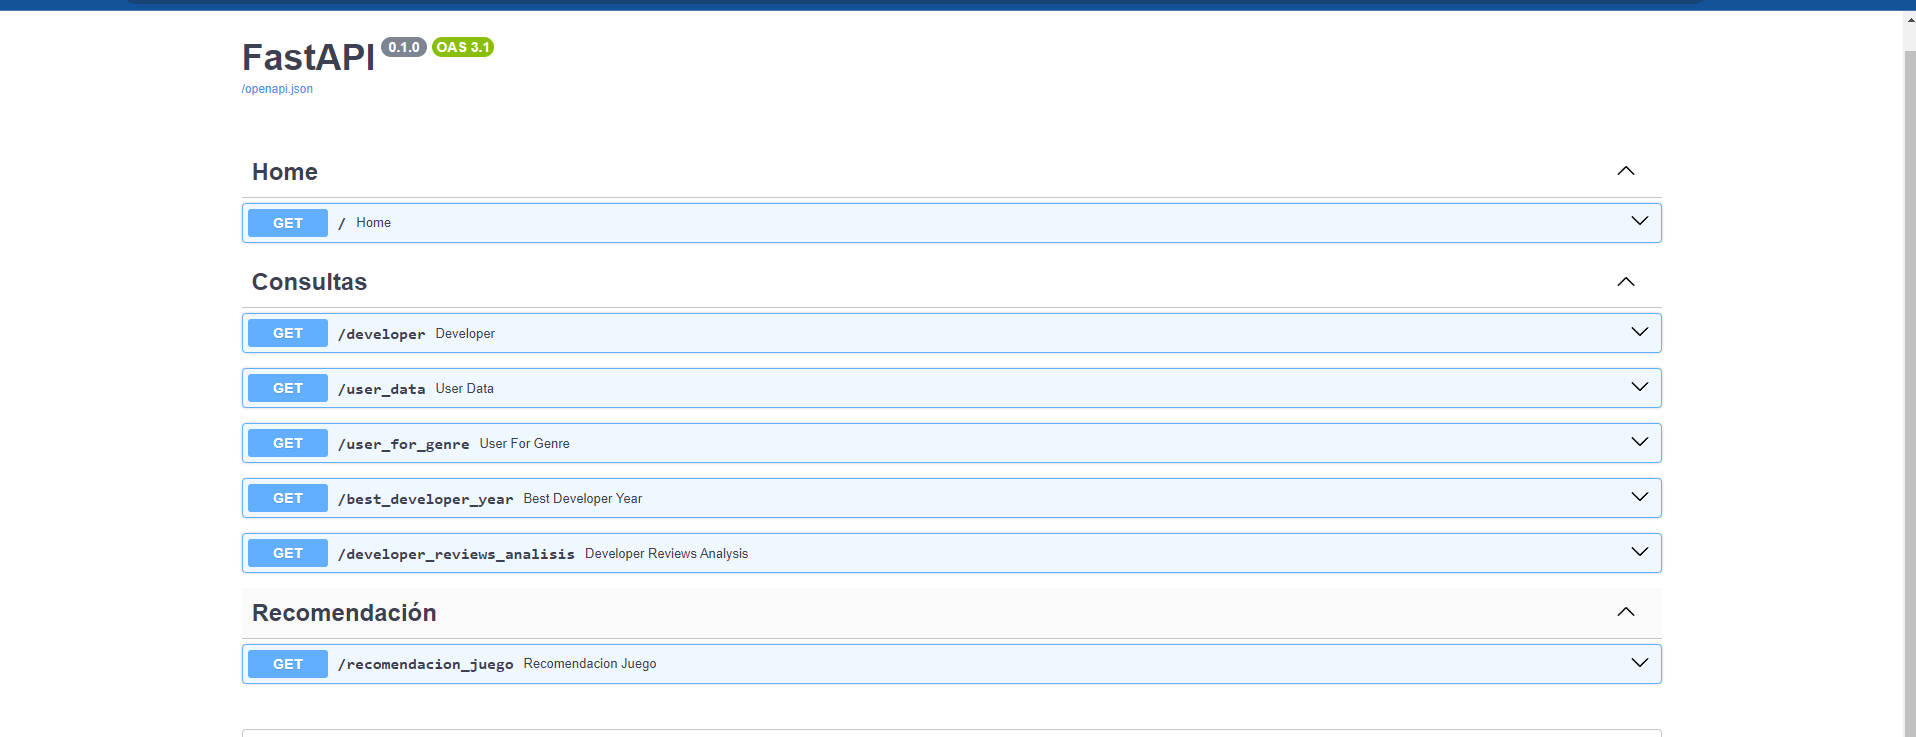 FastAPI 0.1.0 OAS 3.1
/openapi.json
Home
GET / Home
Consultas
GET /developer Developer
GET /user_data User Data
GET /user_for_genre User For Genre
GET /best_developer_year Best Developer Year
GET /developer_reviews_analisis Developer Reviews Analysis
Recomendación
GET /recomendacion_juego Recomendacion Juego